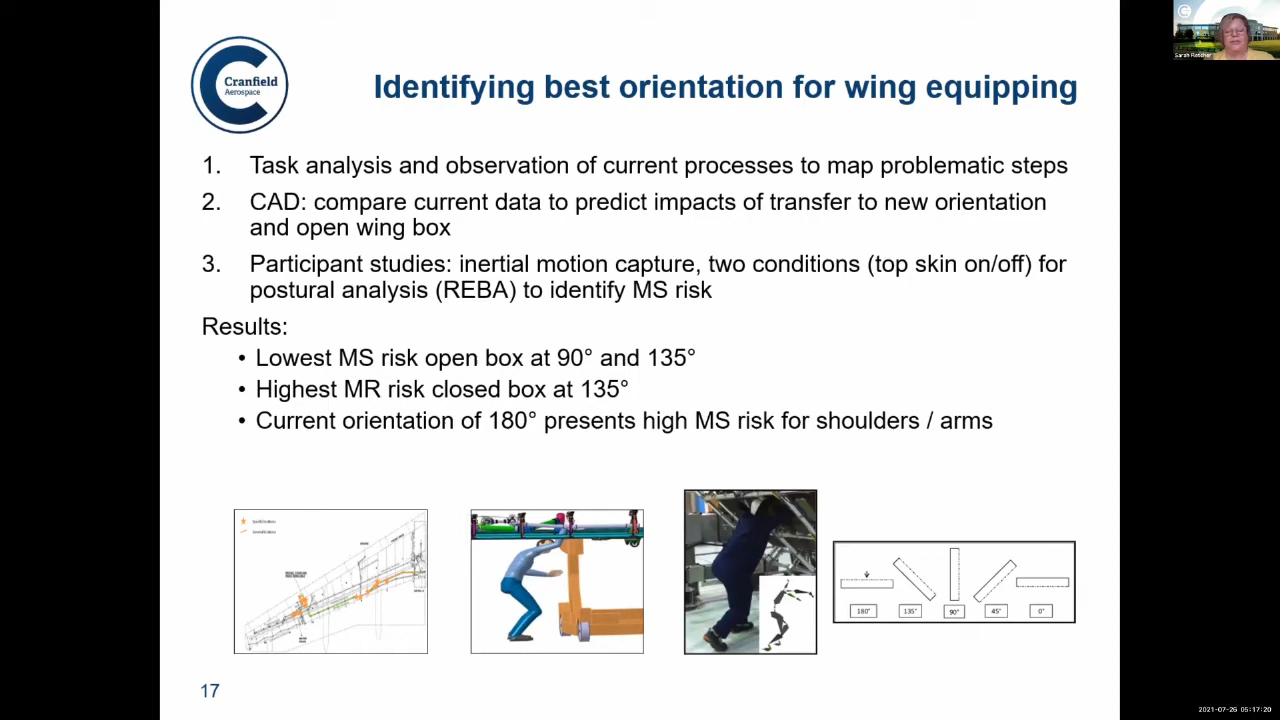 Cranfield
Aerospace
Identifying best orientation for wing equipping
1. Task analysis and observation of current processes to map problematic steps
2. CAD: compare current data to predict impacts of transfer to new orientation
and open wing box
3. Participant studies: inertial motion capture, two conditions (top skin on/off) for
postural analysis (REBA) to identify MS risk
Results:
• Lowest MS risk open box at 90° and 135°
• Highest MR risk closed box at 135°
• Current orientation of 180° presents high MS risk for shoulders / arms
180°
135°
90°
45°
0°
17
Sarah Fletcher
2021-07-26 05:17:20